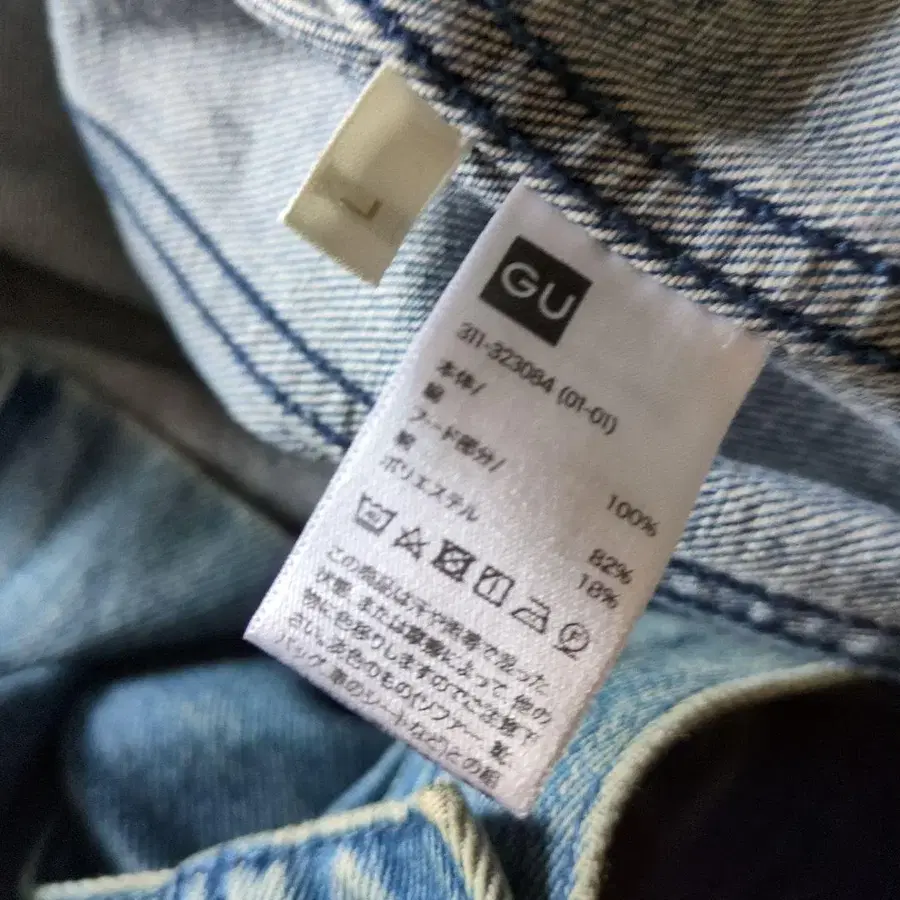 L
GU
311-323084 (01-01)
本体/
綿 100%
フード部分/
綿 82%
ポリエステル 18%
この商品は汗や雨等で湿った
状態、または摩擦によって、他の
物に色移りしますのでご注意下
さい。淡色のもの(ソファー、靴、
バッグ、車のシートなど)との組